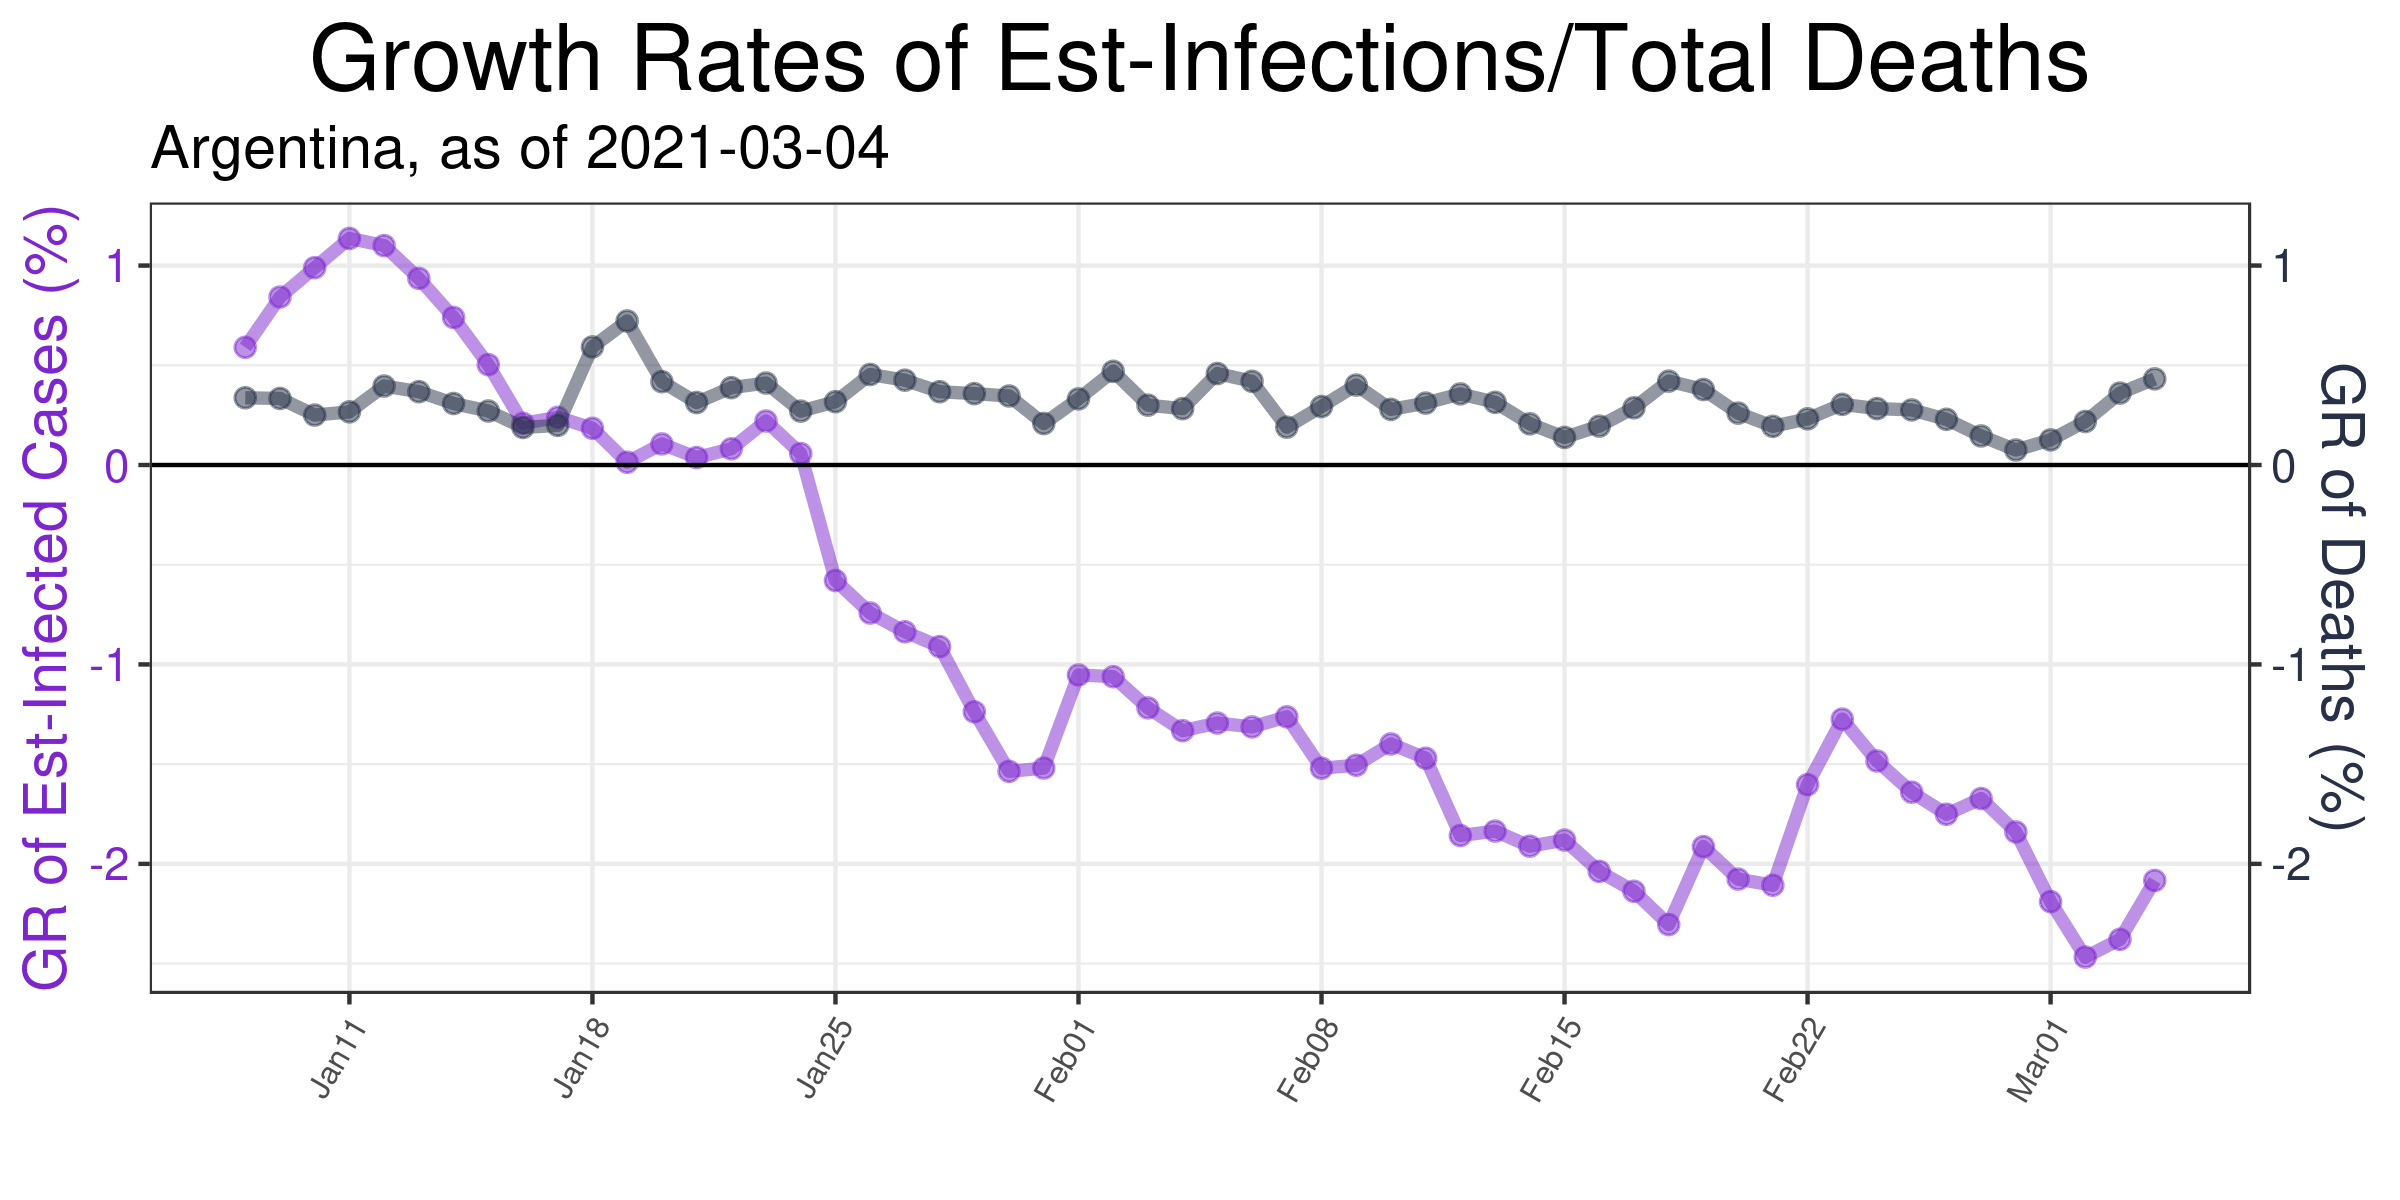 Growth Rates of Est-Infections/Total Deaths
Argentina, as of 2021-03-04
GR of Est-Infected Cases (%)
1
0
-1
-2
1
0
-1
-2
GR of Deaths (%)
Jan11
Jan18
Jan25
Feb01
Feb08
Feb15
Feb22
Mar01